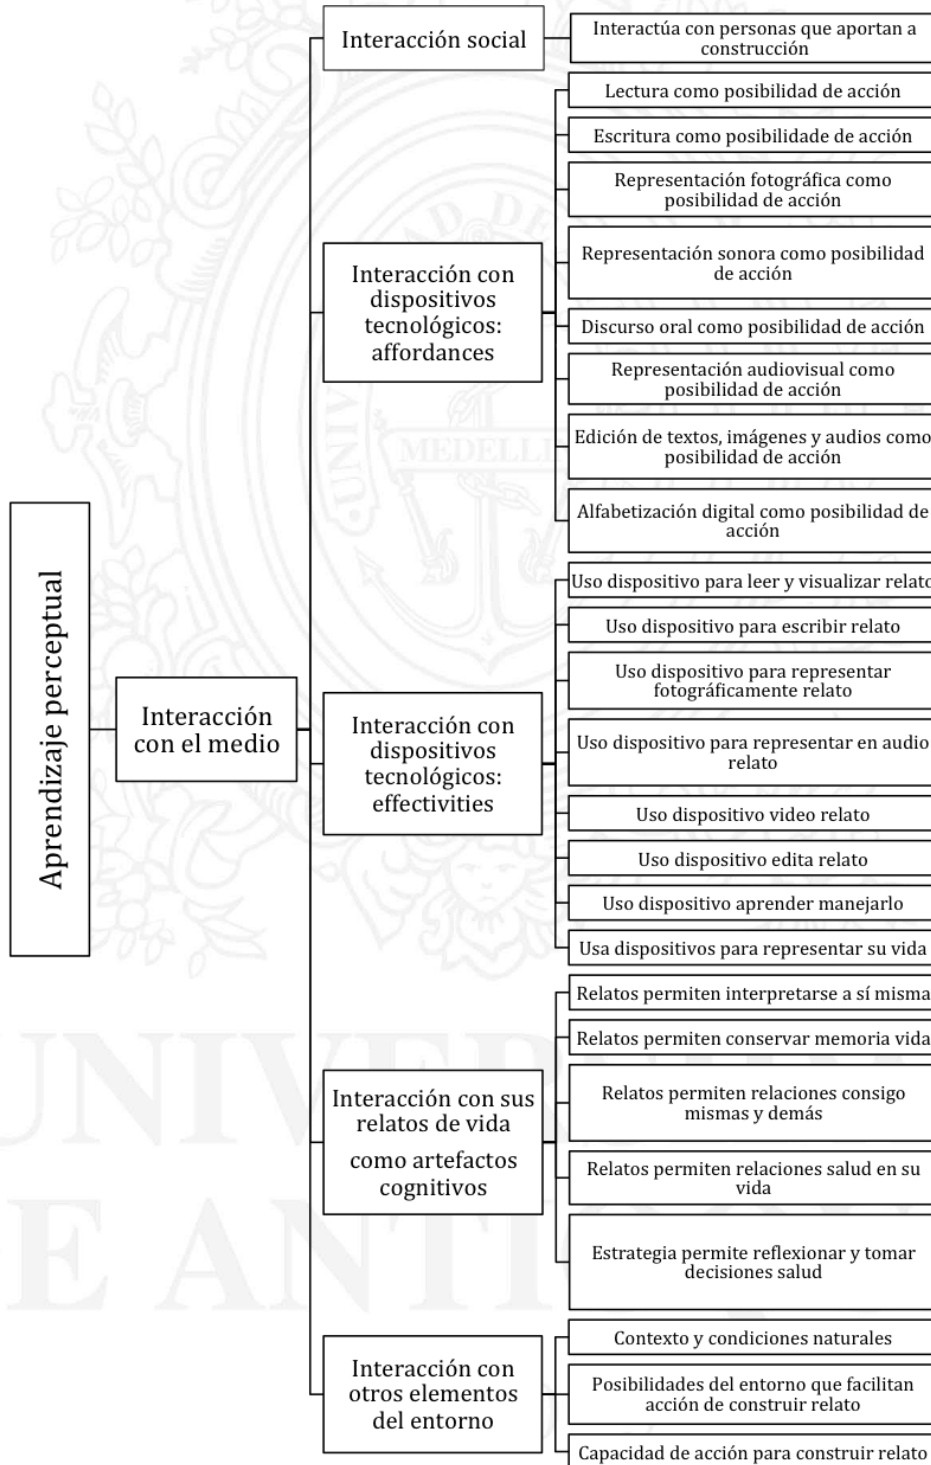 Interacción social
Interactúa con personas que aportan a
construcción
Interacción con
dispositivos
tecnológicos:
affordances
Lectura como posibilidad de acción
Escritura como posibilidade de acción
Representación fotográfica como
posibilidad de acción
Representación sonora como posibilidad
de acción
Discurso oral como posibilidad de acción
Representación audiovisual como
posibilidad de acción
Edición de textos, imágenes y audios como
posibilidad de acción
Alfabetización digital como posibilidad de
acción
Aprendizaje perceptual
Interacción
con el medio
Interacción con
dispositivos
tecnológicos:
effectivities
Uso dispositivo para leer y visualizar relato
Uso dispositivo para escribir relato
Uso dispositivo para representar
fotográficamente relato
Uso dispositivo para representar en audio
relato
Uso dispositivo video relato
Uso dispositivo edita relato
Uso dispositivo aprender manejarlo
Usa dispositivos para representar su vida
Interacción con sus
relatos de vida
como artefactos
cognitivos
Relatos permiten interpretarse a sí misma
Relatos permiten conservar memoria vida
Relatos permiten relaciones consigo
mismas y demás
Relatos permiten relaciones salud en su
vida
Estrategia permite reflexionar y tomar
decisiones salud
Interacción con
otros elementos
del entorno
Contexto y condiciones naturales
Posibilidades del entorno que facilitan
acción de construir relato
Capacidad de acción para construir relato
MEDELLI
UNIVER
DE ANTI